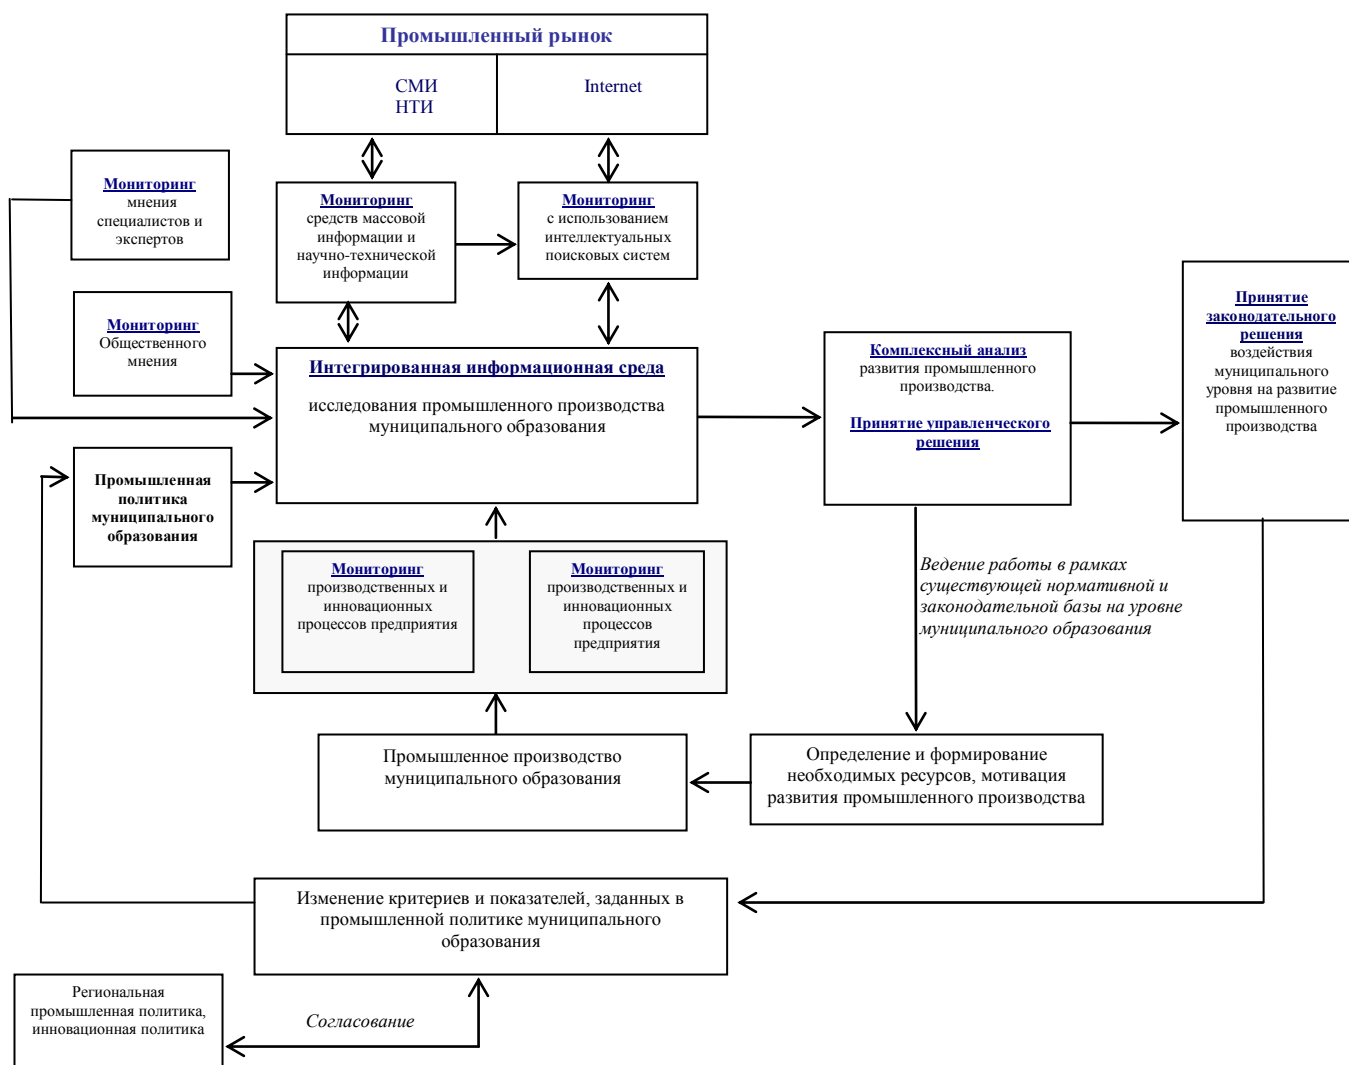 Промышленный рынок
СМИ
НТИ
Internet
Мониторинг
мнения
специалистов и
экспертов
Мониторинг
средств массовой
информации и
научно-технической
информации
Мониторинг
с использованием
интеллектуальных
поисковых систем
Мониторинг
Общественного
мнения
Интегрированная информационная среда
исследования промышленного производства
муниципального образования
Комплексный анализ
развития промышленного
производства.
Принятие управленческого
решения
Принятие
законодательного
решения
воздействия
муниципального
уровня на развитие
промышленного
производства
Промышленная
политика
муниципального
образования
Мониторинг
производственных и
инновационных
процессов предприятия
Мониторинг
производственных и
инновационных
процессов
предприятия
Ведение работы в рамках
существующей нормативной и
законодательной базы на уровне
муниципального образования
Промышленное производство
муниципального образования
Определение и формирование
необходимых ресурсов, мотивация
развития промышленного производства
Изменение критериев и показателей, заданных в
промышленной политике муниципального
образования
Региональная
промышленная политика,
инновационная политика
Согласование